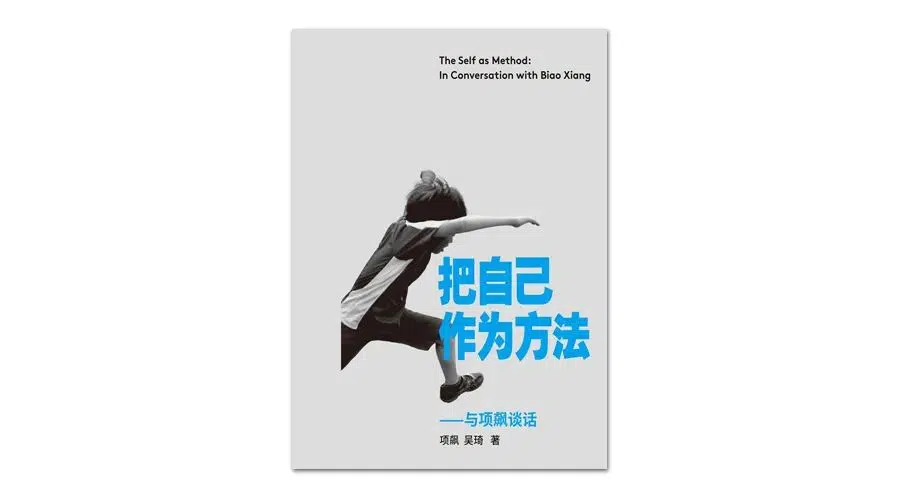 The Self as Method:
In Conversation with Biao Xiang
把自己
作为方法
——与项飙谈话
项飙 吴琦 著